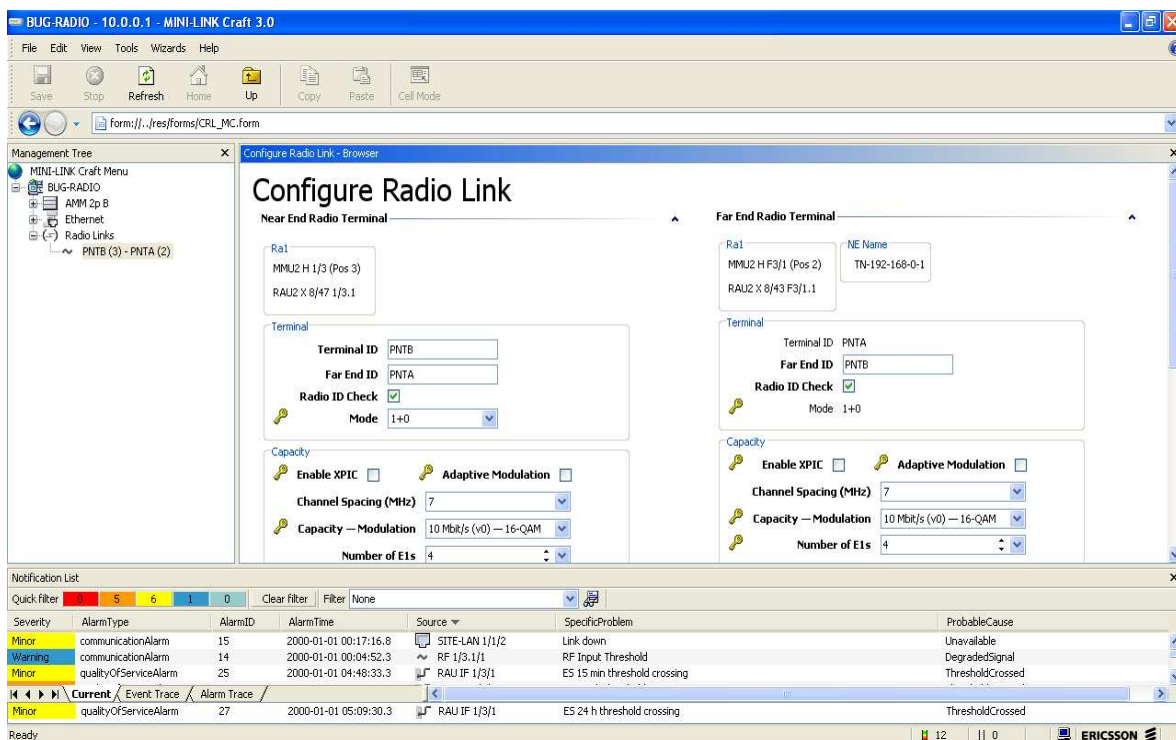 BUG-RADIO - 10.0.0.1 - MINI-LINK Craft 3.0
File Edit View Tools Wizards Help
Save Stop Refresh Home Up Copy Paste Cell Mode
form://../res/forms/CRL_MC.form
Management Tree
MINI-LINK Craft Menu
BUG-RADIO
AMM 2p B
Ethernet
Radio Links
PNTB (3) - PNTA (2)
Configure Radio Link - Browser
Configure Radio Link
Near End Radio Terminal
Ra1
MMU2 H 1/3 (Pos 3)
RAU2 X 8/47 1/3.1
Terminal
Terminal ID PNTB
Far End ID PNTA
Radio ID Check
Mode 1+0
Capacity
Enable XPIC Adaptive Modulation
Channel Spacing (MHz) 7
Capacity — Modulation 10 Mbit/s (v0) — 16-QAM
Number of E1s 4
Far End Radio Terminal
Ra1
MMU2 H F3/1 (Pos 2)
RAU2 X 8/43 F3/1.1
NE Name
TN-192-168-0-1
Terminal
Terminal ID PNTA
Far End ID PNTB
Radio ID Check
Mode 1+0
Capacity
Enable XPIC Adaptive Modulation
Channel Spacing (MHz) 7
Capacity — Modulation 10 Mbit/s (v0) — 16-QAM
Number of E1s 4
Notification List
Quick filter 0 5 6 1 0 Clear filter Filter None
Severity AlarmType AlarmID AlarmTime Source SpecificProblem ProbableCause
Minor communicationAlarm 15 2000-01-01 00:17:16.8 SITE-LAN 1/1/2 Link down Unavailable
Warning communicationAlarm 14 2000-01-01 00:04:52.3 RF 1/3.1/1 RF Input Threshold DegradedSignal
Minor qualityOfServiceAlarm 25 2000-01-01 04:48:33.3 RAU IF 1/3/1 ES 15 min threshold crossing ThresholdCrossed
Current Event Trace Alarm Trace
Minor qualityOfServiceAlarm 27 2000-01-01 05:09:30.3 RAU IF 1/3/1 ES 24 h threshold crossing ThresholdCrossed
Ready 12 0 ERICSSON